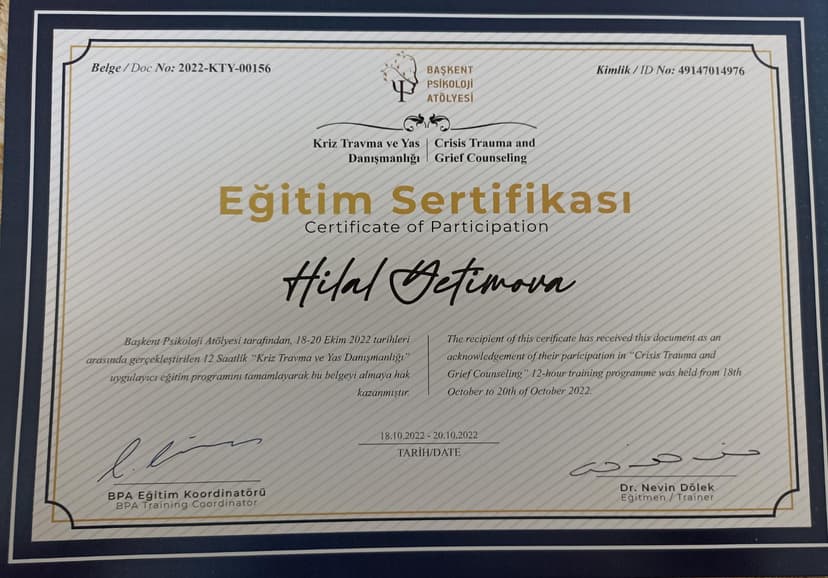 Belge / Doc No: 2022-KTY-00156
BAŞKENT
PSİKOLOJİ
ATÖLYESİ
Kimlik / ID No: 49147014976
Kriz Travma ve Yas
Danışmanlığı
Crisis Trauma and
Grief Counseling
Eğitim Sertifikası
Certificate of Participation
Hilal Yetimova
Başkent Psikoloji Atölyesi tarafından, 18-20 Ekim 2022 tarihleri
arasında gerçekleştirilen 12 Saatlik "Kriz Travma ve Yas Danışmanlığı"
uygulayıcı eğitim programını tamamlayarak bu belgeyi almaya hak
kazanmıştır.
The recipient of this cerificate has received this document as an
acknowledgement of their paricipation in "Crisis Trauma and
Grief Counseling" 12-hour training programme was held from 18th
October to 20th of October 2022.
18.10.2022 - 20.10.2022
TARİH/DATE
BPA Eğitim Koordinatörü
BPA Training Coordinator
Dr. Nevin Dölek
Eğitmen / Trainer